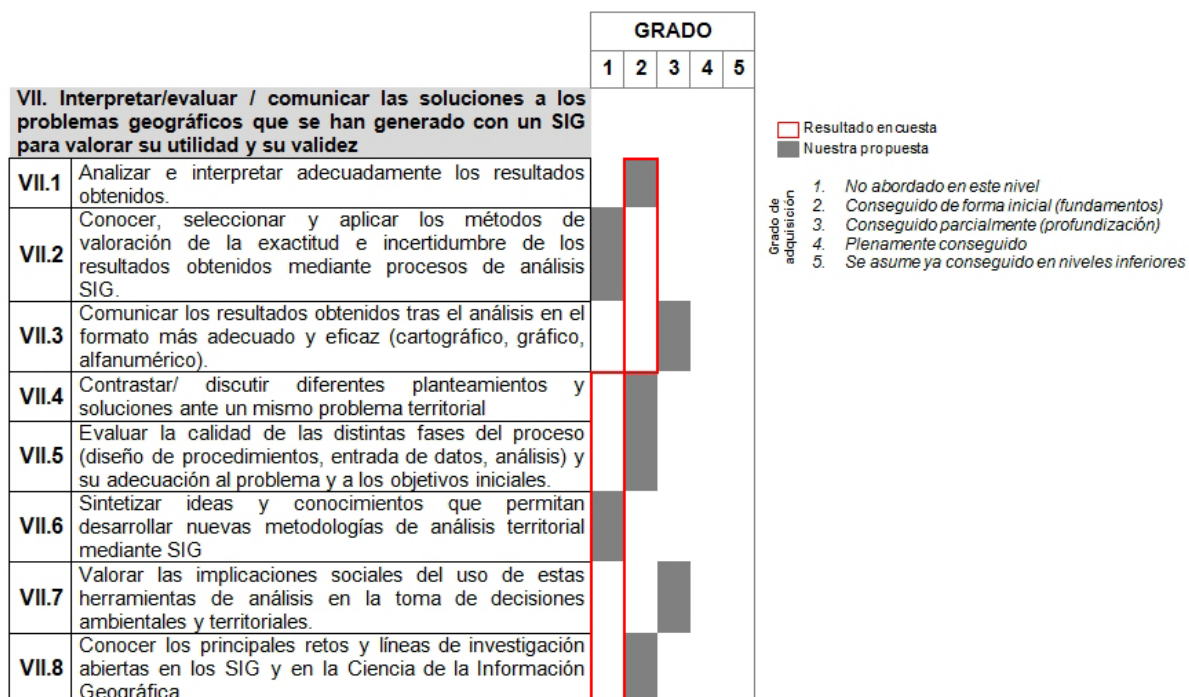 GRADO
1 2 3 4 5
VII. Interpretar/evaluar / comunicar las soluciones a los
problemas geográficos que se han generado con un SIG
para valorar su utilidad y su validez
VII.1 Analizar e interpretar adecuadamente los resultados
obtenidos.
VII.2 Conocer, seleccionar y aplicar los métodos de
valoración de la exactitud e incertidumbre de los
resultados obtenidos mediante procesos de análisis
SIG.
VII.3 Comunicar los resultados obtenidos tras el análisis en el
formato más adecuado y eficaz (cartográfico, gráfico,
alfanumérico).
VII.4 Contrastar/ discutir diferentes planteamientos y
soluciones ante un mismo problema territorial
VII.5 Evaluar la calidad de las distintas fases del proceso
(diseño de procedimientos, entrada de datos, análisis) y
su adecuación al problema y a los objetivos iniciales.
VII.6 Sintetizar ideas y conocimientos que permitan
desarrollar nuevas metodologías de análisis territorial
mediante SIG
VII.7 Valorar las implicaciones sociales del uso de estas
herramientas de análisis en la toma de decisiones
ambientales y territoriales.
VII.8 Conocer los principales retos y líneas de investigación
abiertas en los SIG y en la Ciencia de la Información
Geográfica
Resultado encuesta
Nuestra propuesta
Grado de
adquisición
1. No abordado en este nivel
2. Conseguido de forma inicial (fundamentos)
3. Conseguido parcialmente (profundización)
4. Plenamente conseguido
5. Se asume ya conseguido en niveles inferiores